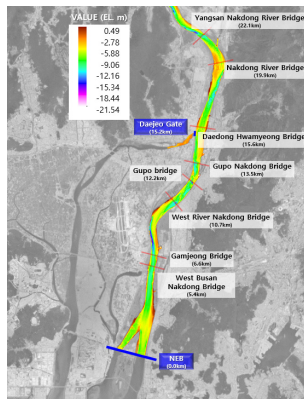 VALUE (EL. m)
0.49
-2.78
-5.88
-9.06
-12.16
-15.34
-18.44
-21.54
Yangsan Nakdong River Bridge
(22.1km)
Nakdong River Bridge
(19.9km)
Daejeo Gate
(15.2km)
Daedong Hwamyeong Bridge
(15.6km)
Gupo Nakdong Bridge
(13.5km)
Gupo bridge
(12.2km)
West River Nakdong Bridge
(10.7km)
Gamjeong Bridge
(6.6km)
West Busan
Nakdong Bridge
(5.4km)
NEB
(0.0km)